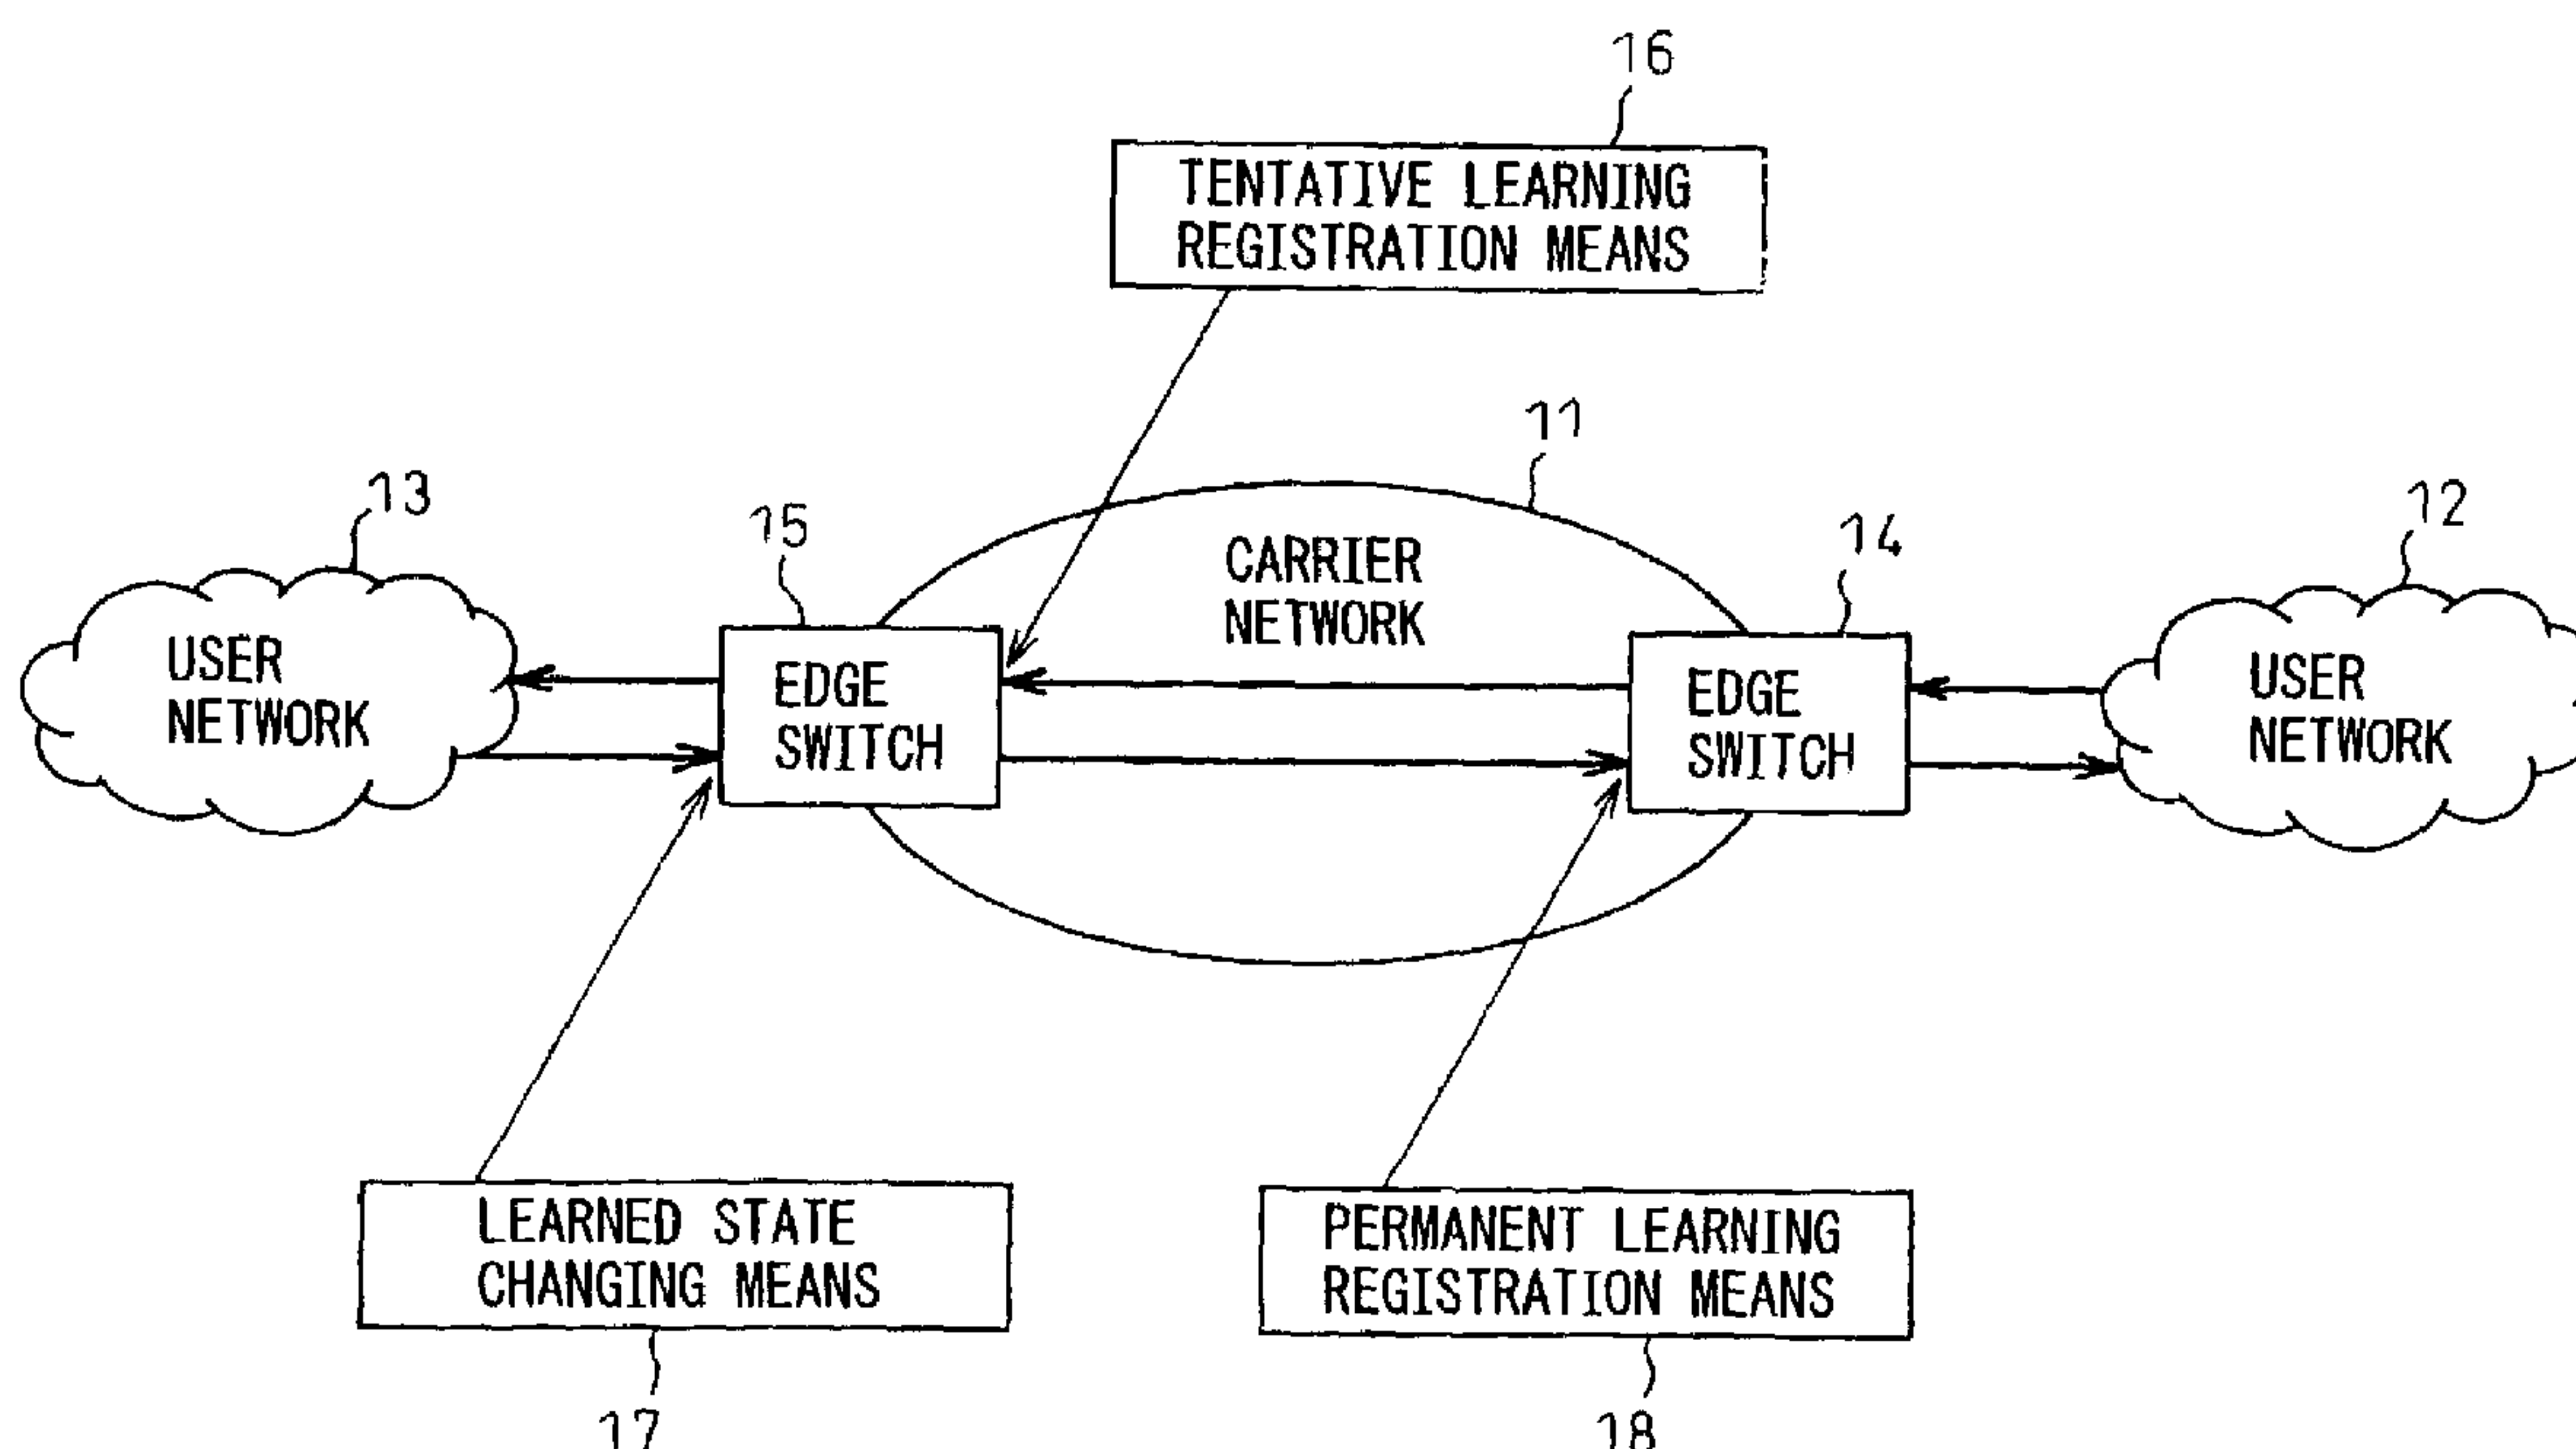 16
TENTATIVE LEARNING
REGISTRATION MEANS
11
13
15
CARRIER
NETWORK
14
12
USER
NETWORK
EDGE
SWITCH
EDGE
SWITCH
USER
NETWORK
LEARNED STATE
CHANGING MEANS
17
PERMANENT LEARNING
REGISTRATION MEANS
18